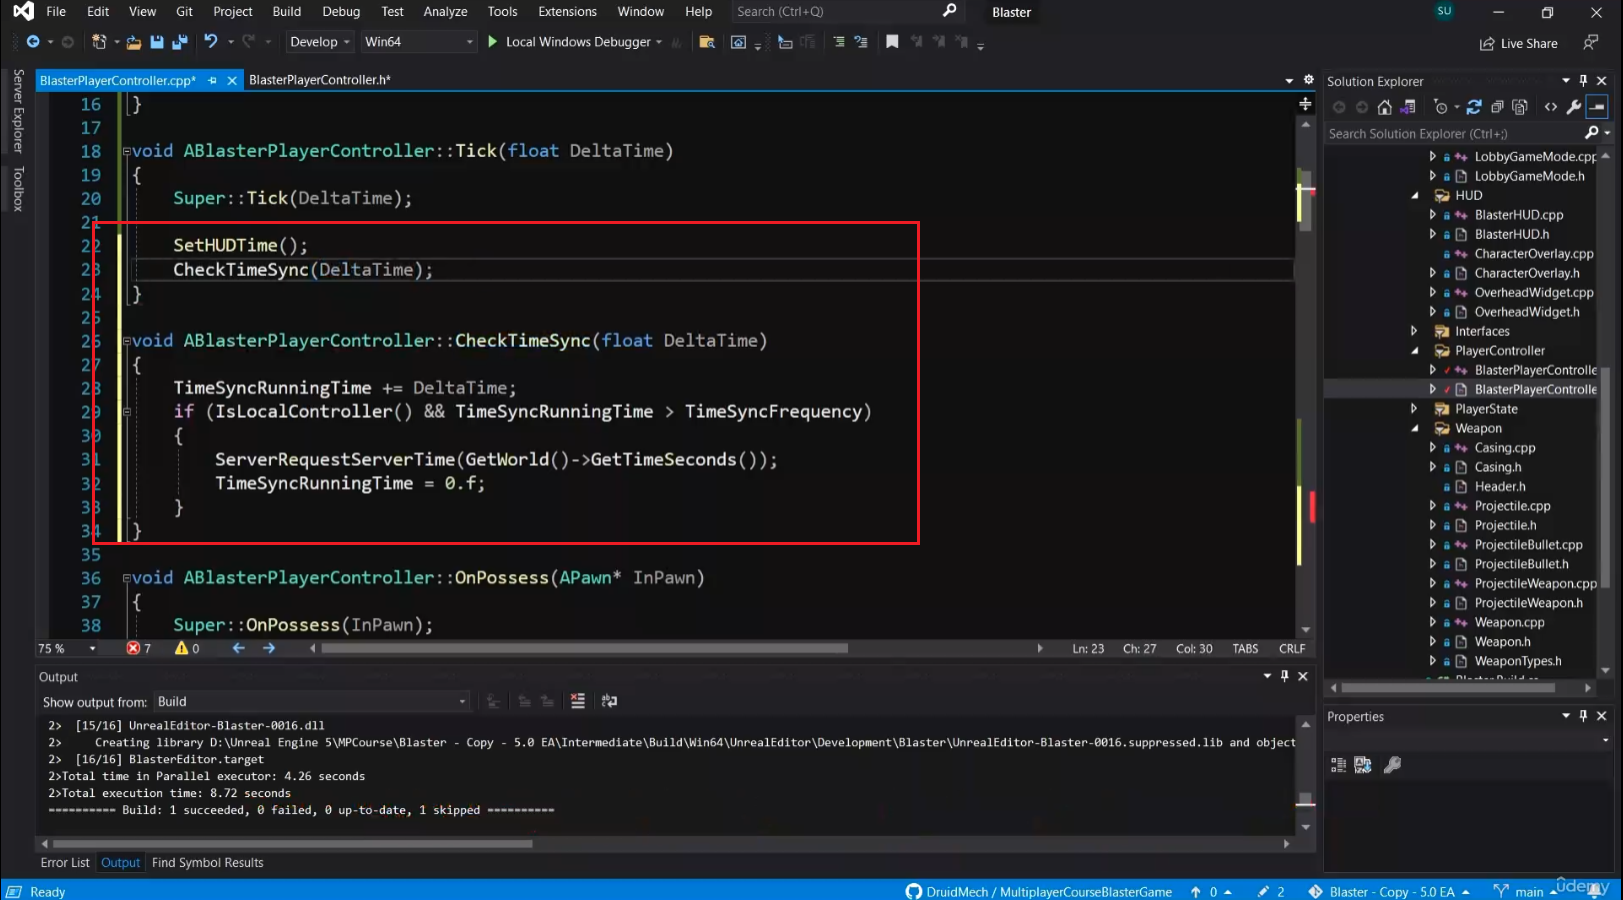 File Edit View Git Project Build Debug Test Analyze Tools Extensions Window Help Search (Ctrl+Q) Blaster SU
Develop Win64 Local Windows Debugger Live Share
Server Explorer
Toolbox
BlasterPlayerController.cpp* BlasterPlayerController.h*
16 }
17
18 void ABlasterPlayerController::Tick(float DeltaTime)
19 {
20 Super::Tick(DeltaTime);
21
22 SetHUDTime();
23 CheckTimeSync(DeltaTime);
24 }
25
26 void ABlasterPlayerController::CheckTimeSync(float DeltaTime)
27 {
28 TimeSyncRunningTime += DeltaTime;
29 if (IsLocalController() && TimeSyncRunningTime > TimeSyncFrequency)
30 {
31 ServerRequestServerTime(GetWorld()->GetTimeSeconds());
32 TimeSyncRunningTime = 0.f;
33 }
34 }
35
36 void ABlasterPlayerController::OnPossess(APawn* InPawn)
37 {
38 Super::OnPossess(InPawn);
75 % 7 0 Ln: 23 Ch: 27 Col: 30 TABS CRLF
Output
Show output from: Build
2> [15/16] UnrealEditor-Blaster-0016.dll
2> Creating library D:\Unreal Engine 5\MPCourse\Blaster - Copy - 5.0 EA\Intermediate\Build\Win64\UnrealEditor\Development\Blaster\UnrealEditor-Blaster-0016.suppressed.lib and object
2> [16/16] BlasterEditor.target
2>Total time in Parallel executor: 4.26 seconds
2>Total execution time: 8.72 seconds
========== Build: 1 succeeded, 0 failed, 0 up-to-date, 1 skipped ==========
Error List Output Find Symbol Results
Solution Explorer
Search Solution Explorer (Ctrl+;)
LobbyGameMode.cpp
LobbyGameMode.h
HUD
BlasterHUD.cpp
BlasterHUD.h
CharacterOverlay.cpp
CharacterOverlay.h
OverheadWidget.cpp
OverheadWidget.h
Interfaces
PlayerController
BlasterPlayerControlle
BlasterPlayerControlle
PlayerState
Weapon
Casing.cpp
Casing.h
Header.h
Projectile.cpp
Projectile.h
ProjectileBullet.cpp
ProjectileBullet.h
ProjectileWeapon.cpp
ProjectileWeapon.h
Weapon.cpp
Weapon.h
WeaponTypes.h
Properties
Ready DruidMech / MultiplayerCourseBlasterGame 0 2 Blaster - Copy - 5.0 EA main
udemy